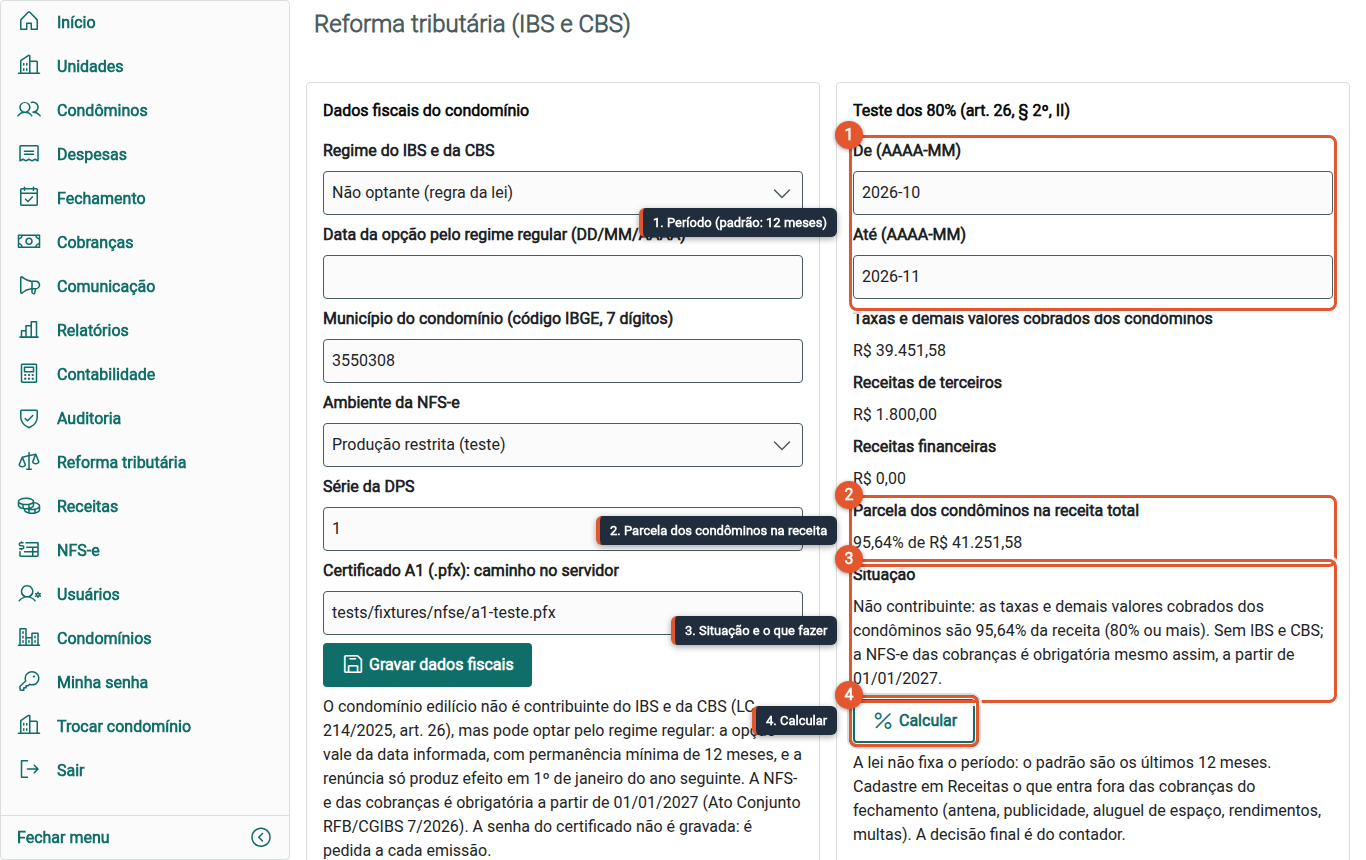 Início
Unidades
Condôminos
Despesas
Fechamento
Cobranças
Comunicação
Relatórios
Contabilidade
Auditoria
Reforma tributária
Receitas
NFS-e
Usuários
Condomínios
Minha senha
Trocar condomínio
Sair
Fechar menu
Reforma tributária (IBS e CBS)
Dados fiscais do condomínio
Regime do IBS e da CBS
Não optante (regra da lei)
1. Período (padrão: 12 meses)
Data da opção pelo regime regular (DD/MM/AAAA)
Município do condomínio (código IBGE, 7 dígitos)
3550308
Ambiente da NFS-e
Produção restrita (teste)
Série da DPS
1
2. Parcela dos condôminos na receita
Certificado A1 (.pfx): caminho no servidor
tests/fixtures/nfse/a1-teste.pfx
3. Situação e o que fazer
Gravar dados fiscais
O condomínio edilício não é contribuinte do IBS e da CBS (LC
214/2025, art. 26), mas pode optar pelo regime regular: a opção
4. Calcular
vale da data informada, com permanência mínima de 12 meses, e a
renúncia só produz efeito em 1º de janeiro do ano seguinte. A NFS-
e das cobranças é obrigatória a partir de 01/01/2027 (Ato Conjunto
RFB/CGIBS 7/2026). A senha do certificado não é gravada: é
pedida a cada emissão.
Teste dos 80% (art. 26, § 2º, II)
1
De (AAAA-MM)
2026-10
Até (AAAA-MM)
2026-11
Taxas e demais valores cobrados dos condôminos
R$ 39.451,58
Receitas de terceiros
R$ 1.800,00
Receitas financeiras
R$ 0,00
2
Parcela dos condôminos na receita total
95,64% de R$ 41.251,58
3
Situação
Não contribuinte: as taxas e demais valores cobrados dos
condôminos são 95,64% da receita (80% ou mais). Sem IBS e CBS;
a NFS-e das cobranças é obrigatória mesmo assim, a partir de
01/01/2027.
4
Calcular
A lei não fixa o período: o padrão são os últimos 12 meses.
Cadastre em Receitas o que entra fora das cobranças do
fechamento (antena, publicidade, aluguel de espaço, rendimentos,
multas). A decisão final é do contador.